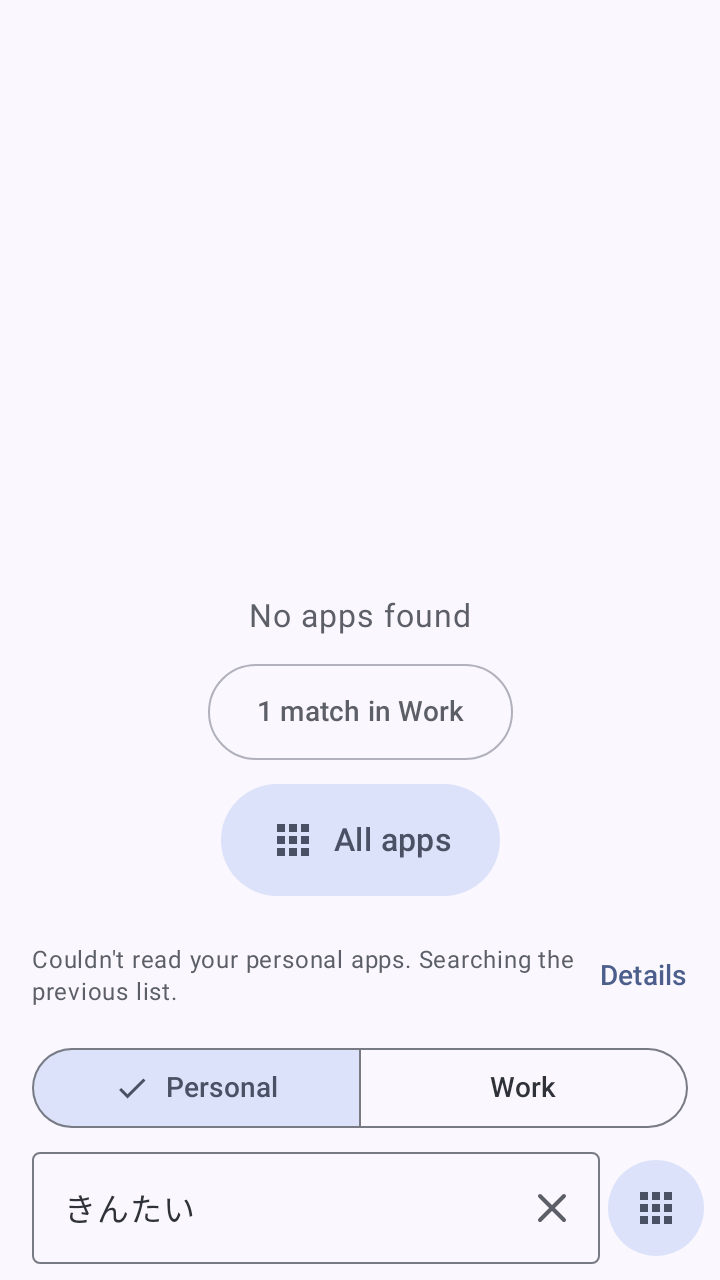 No apps found
1 match in Work
All apps
Couldn't read your personal apps. Searching the
previous list.
Details
Personal
Work
きんたい